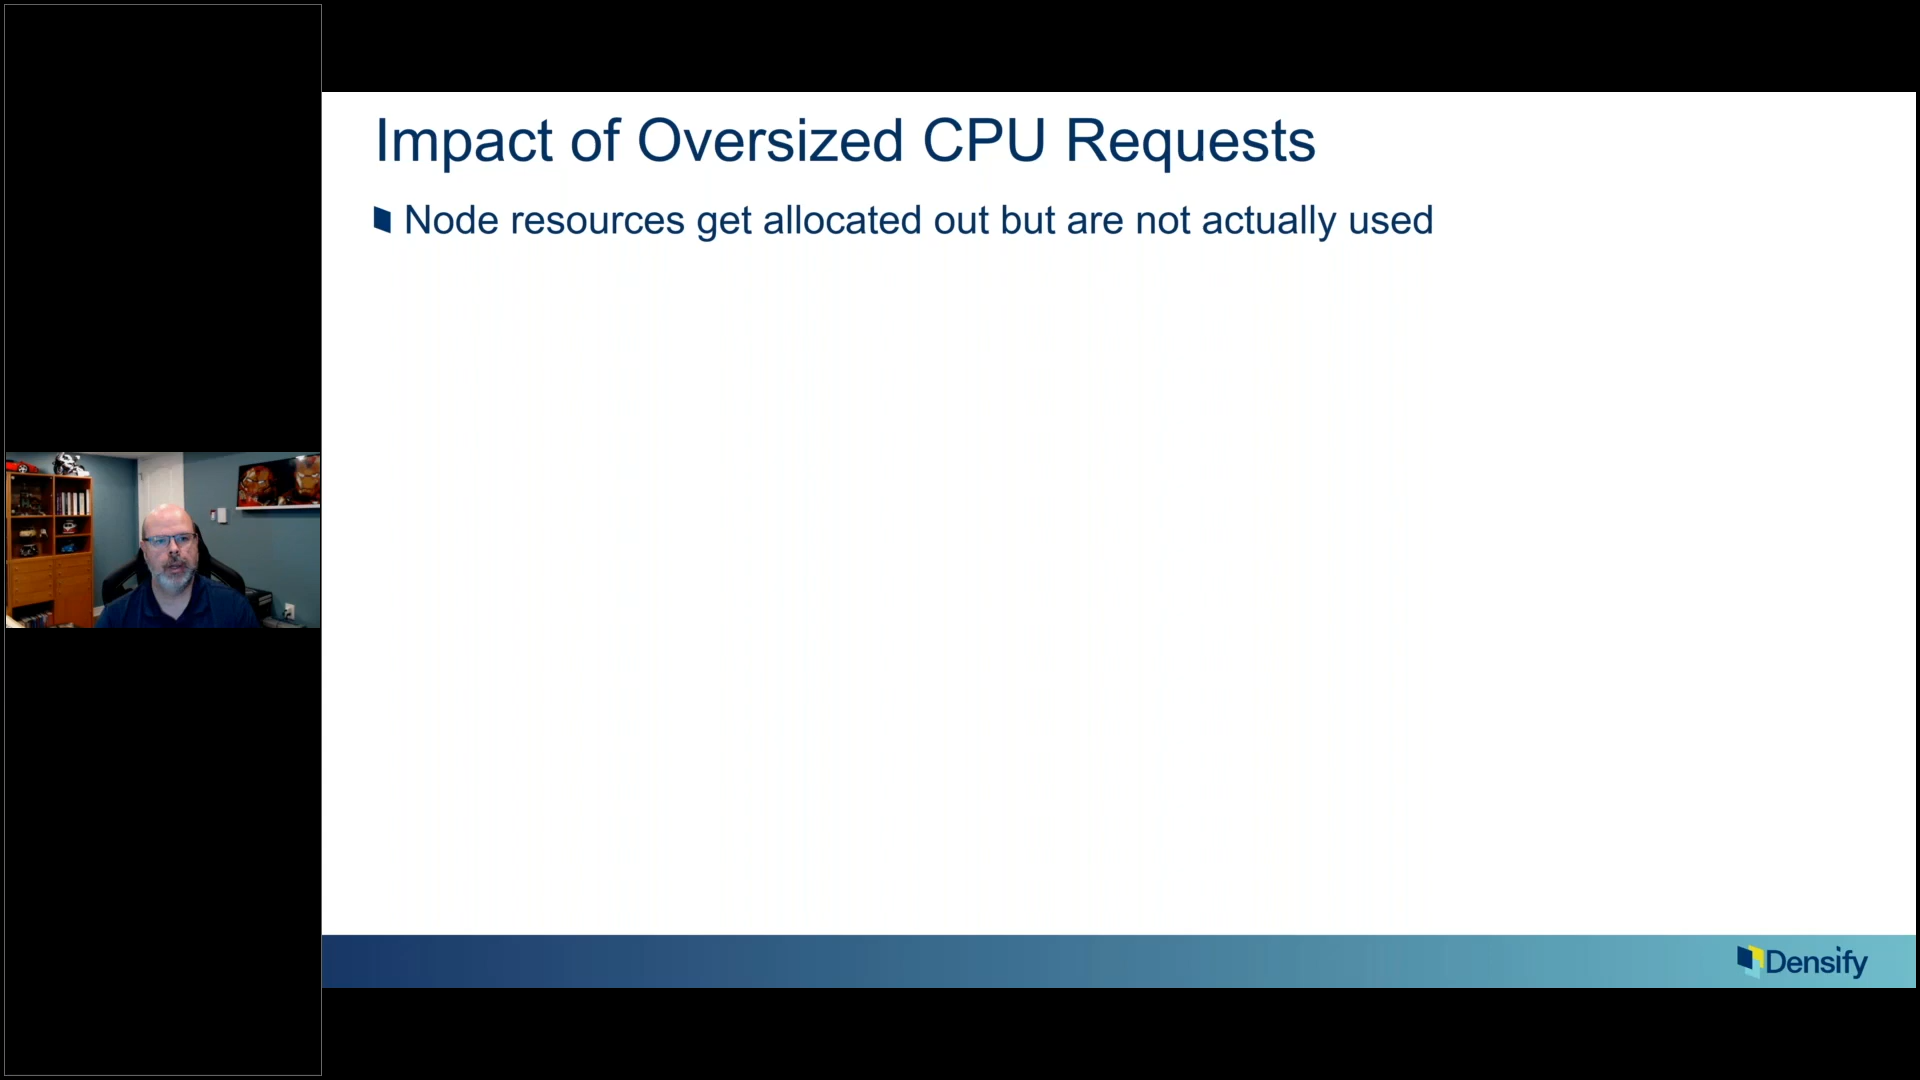 Impact of Oversized CPU Requests
Node resources get allocated out but are not actually used
Densify